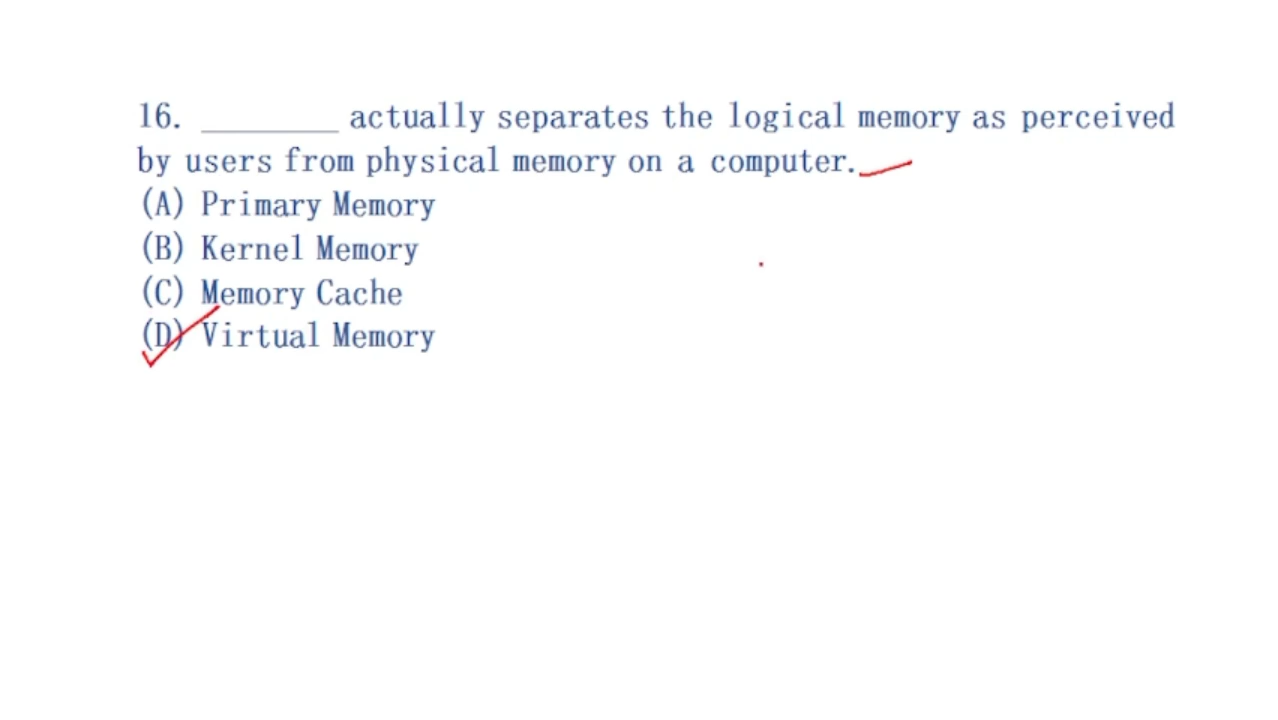 16. ________ actually separates the logical memory as perceived
by users from physical memory on a computer.
(A) Primary Memory
(B) Kernel Memory
(C) Memory Cache
(D) Virtual Memory